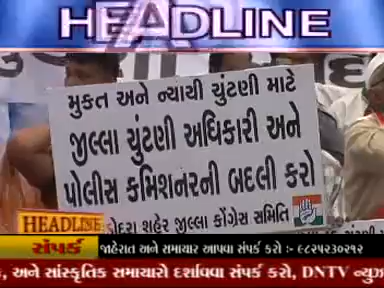 HEADLINE
મુક્ત અને ન્યાયી ચુંટણી માટે
જીલ્લા ચુંટણી અધિકારી અને
પોલીસ કમિશનરની બદલી કરો
ડોદરા શહેર જીલ્લા કોંગ્રેસ સમિતિ
HEADLINE
સંપર્ક જાહેરાત અને સમાચાર આપવા સંપર્ક કરો :- ૯૮૨૫૨૩૦૨૧૨
અને સાંસ્કૃતિક સમાચારો દર્શાવવા સંપર્ક કરો, DNTV ન્યુઝ